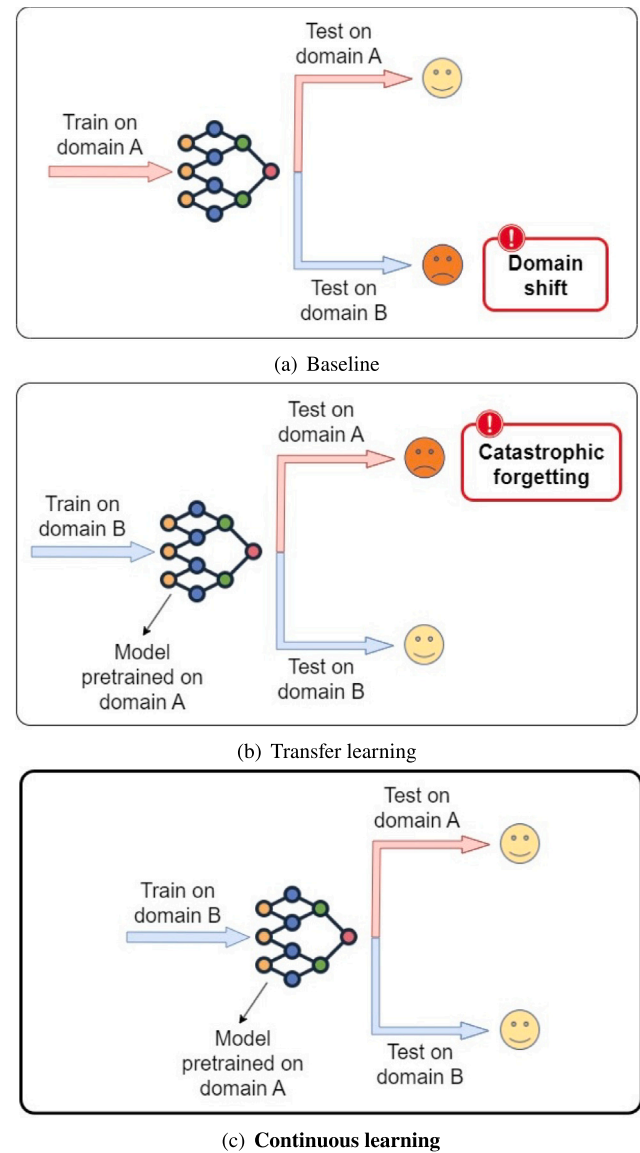 Test on
domain A
Train on
domain A
!
Domain
shift
Test on
domain B
(a) Baseline
Test on
domain A
!
Catastrophic
forgetting
Train on
domain B
Model
pretrained on
domain A
Test on
domain B
(b) Transfer learning
Test on
domain A
Train on
domain B
Model
pretrained on
domain A
Test on
domain B
(c) Continuous learning